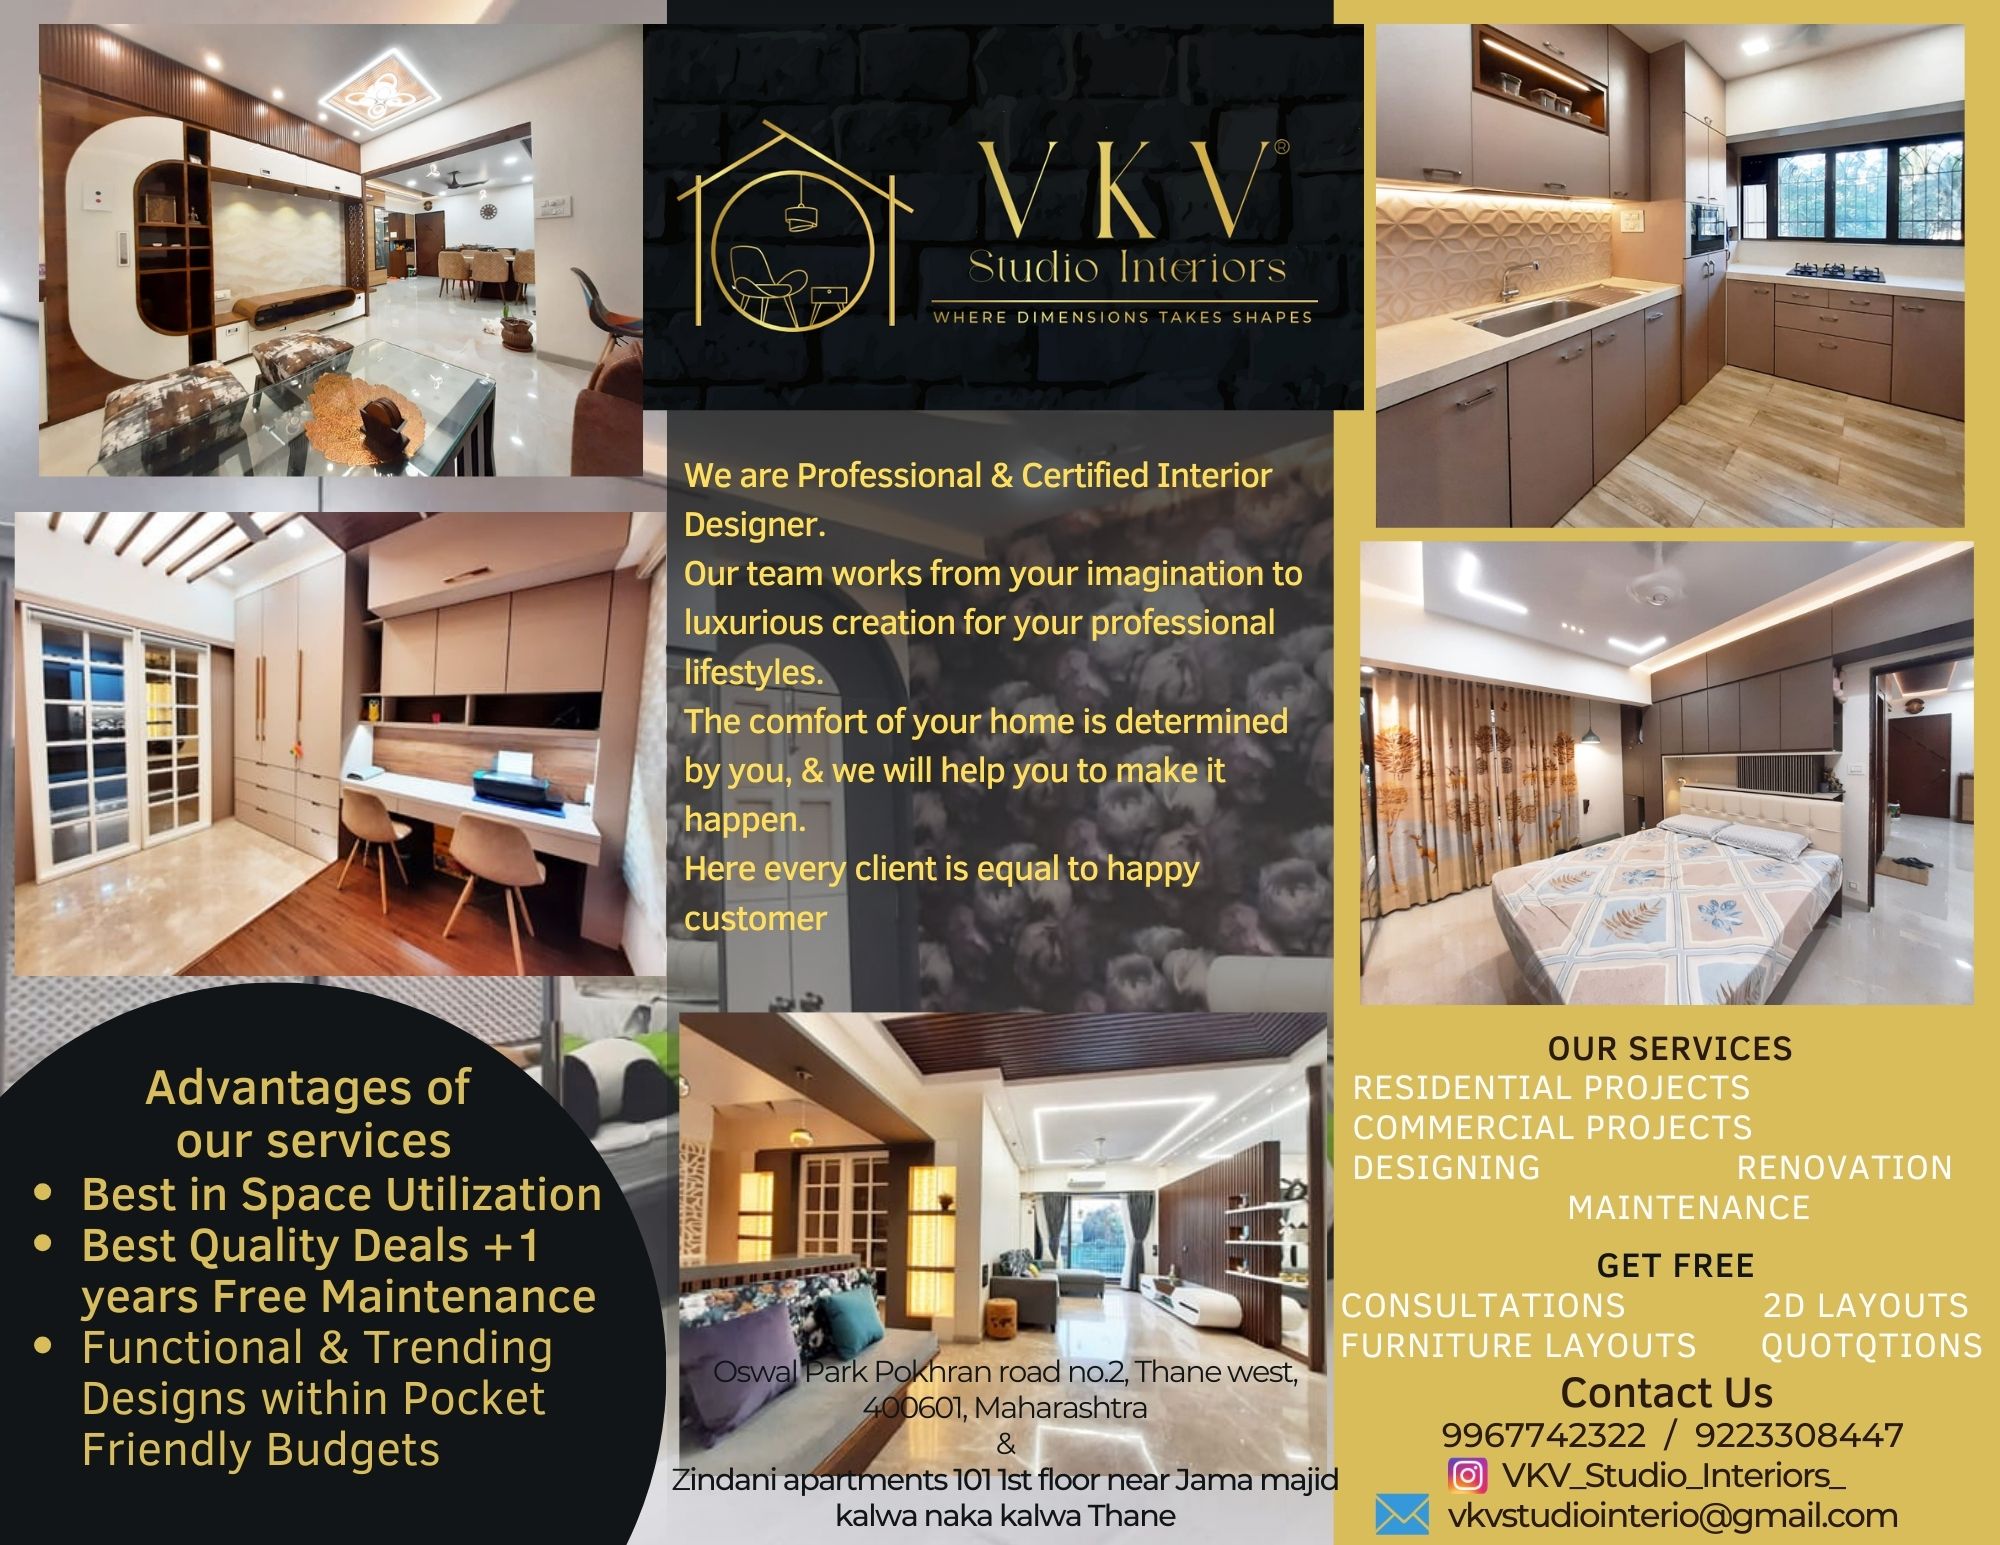 VKV®
Studio Interiors
WHERE DIMENSIONS TAKES SHAPES
We are Professional & Certified Interior
Designer.
Our team works from your imagination to
luxurious creation for your professional
lifestyles.
The comfort of your home is determined
by you, & we will help you to make it
happen.
Here every client is equal to happy
customer
Advantages of
our services
• Best in Space Utilization
• Best Quality Deals +1
years Free Maintenance
• Functional & Trending
Designs within Pocket
Friendly Budgets
Oswal Park Pokhran road no.2, Thane west,
400601, Maharashtra
&
Zindani apartments 101 1st floor near Jama majid
kalwa naka kalwa Thane
OUR SERVICES
RESIDENTIAL PROJECTS
COMMERCIAL PROJECTS
DESIGNING RENOVATION
MAINTENANCE
GET FREE
CONSULTATIONS 2D LAYOUTS
FURNITURE LAYOUTS QUOTQTIONS
Contact Us
9967742322 / 9223308447
VKV_Studio_Interiors_
vkvstudiointerio@gmail.com